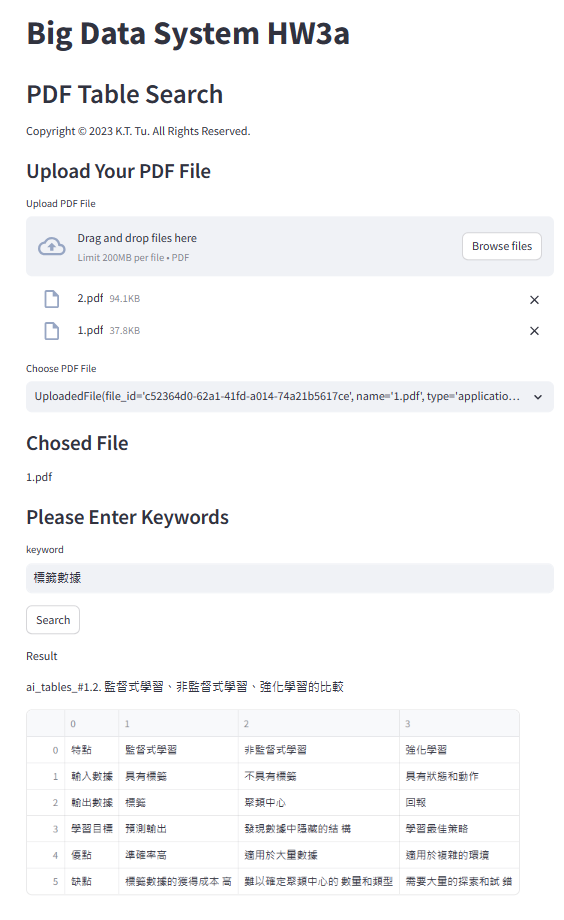 Big Data System HW3a
PDF Table Search
Copyright © 2023 K.T. Tu. All Rights Reserved.
Upload Your PDF File
Upload PDF File
Drag and drop files here
Limit 200MB per file • PDF
Browse files
2.pdf 94.1KB
1.pdf 37.8KB
Choose PDF File
UploadedFile(file_id='c52364d0-62a1-41fd-a014-74a21b5617ce', name='1.pdf', type='applicatio…
Chosed File
1.pdf
Please Enter Keywords
keyword
標籤數據
Search
Result
ai_tables_#1.2. 監督式學習、非監督式學習、強化學習的比較
0 1 2 3
0 特點 監督式學習 非監督式學習 強化學習
1 輸入數據 具有標籤 不具有標籤 具有狀態和動作
2 輸出數據 標籤 聚類中心 回報
3 學習目標 預測輸出 發現數據中隱藏的結 構 學習最佳策略
4 優點 準確率高 適用於大量數據 適用於複雜的環境
5 缺點 標籤數據的獲得成本 高 難以確定聚類中心的 數量和類型 需要大量的探索和試 錯